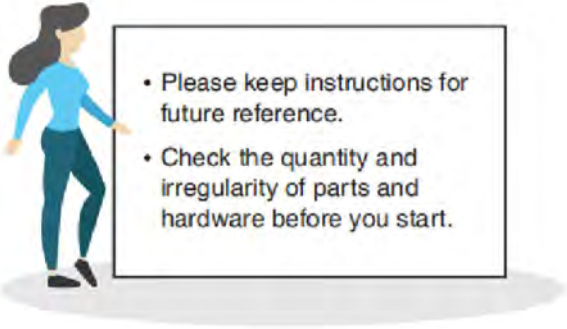 • Please keep instructions for
future reference.
• Check the quantity and
irregularity of parts and
hardware before you start.